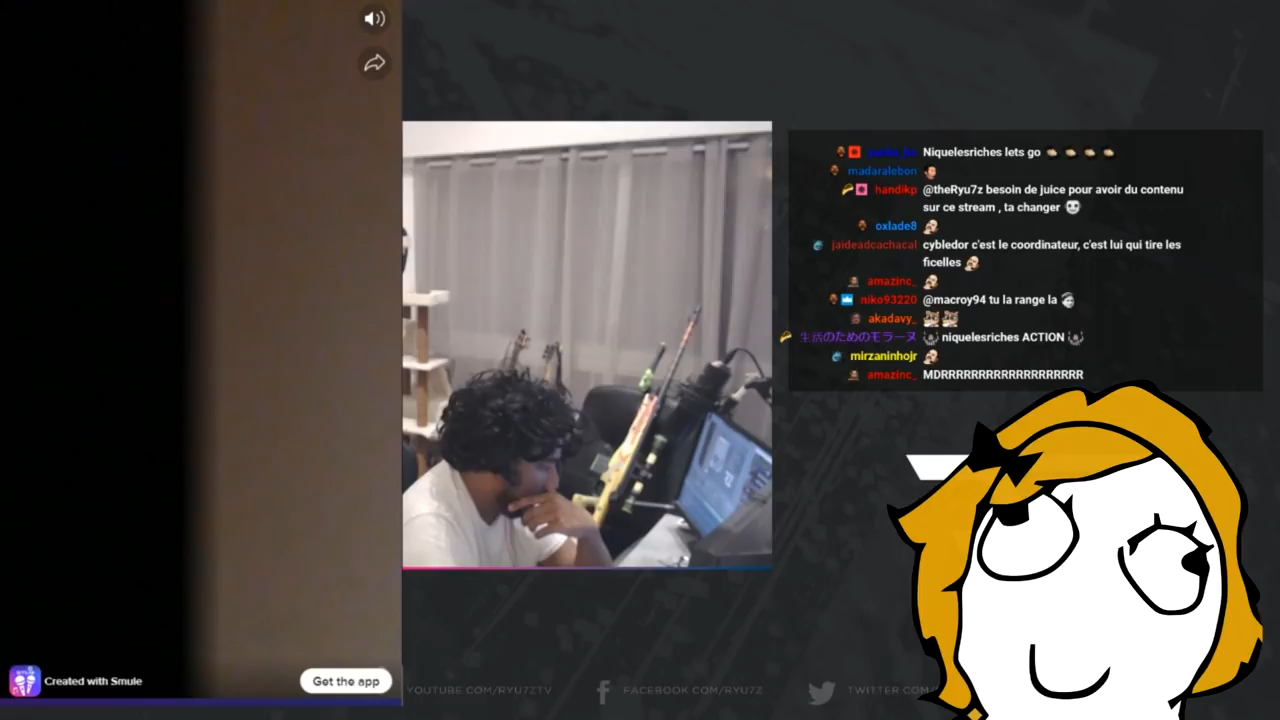 Niquelesriches lets go
madaralebon
handikp @theRyu7z besoin de juice pour avoir du contenu
sur ce stream , ta changer
oxlade8
jaideadcachacal cybledor c'est le coordinateur, c'est lui qui tire les
ficelles
amazinc_
niko93220 @macroy94 tu la range la
akadavy_
生活のためのモラーヌ niquelesriches ACTION
mirzaninhojr
amazinc_ MDRRRRRRRRRRRRRRRRRRR
Created with Smule
Get the app
YOUTUBE.COM/RYU7ZTV
FACEBOOK.COM/RYU7Z
TWITTER.COM/